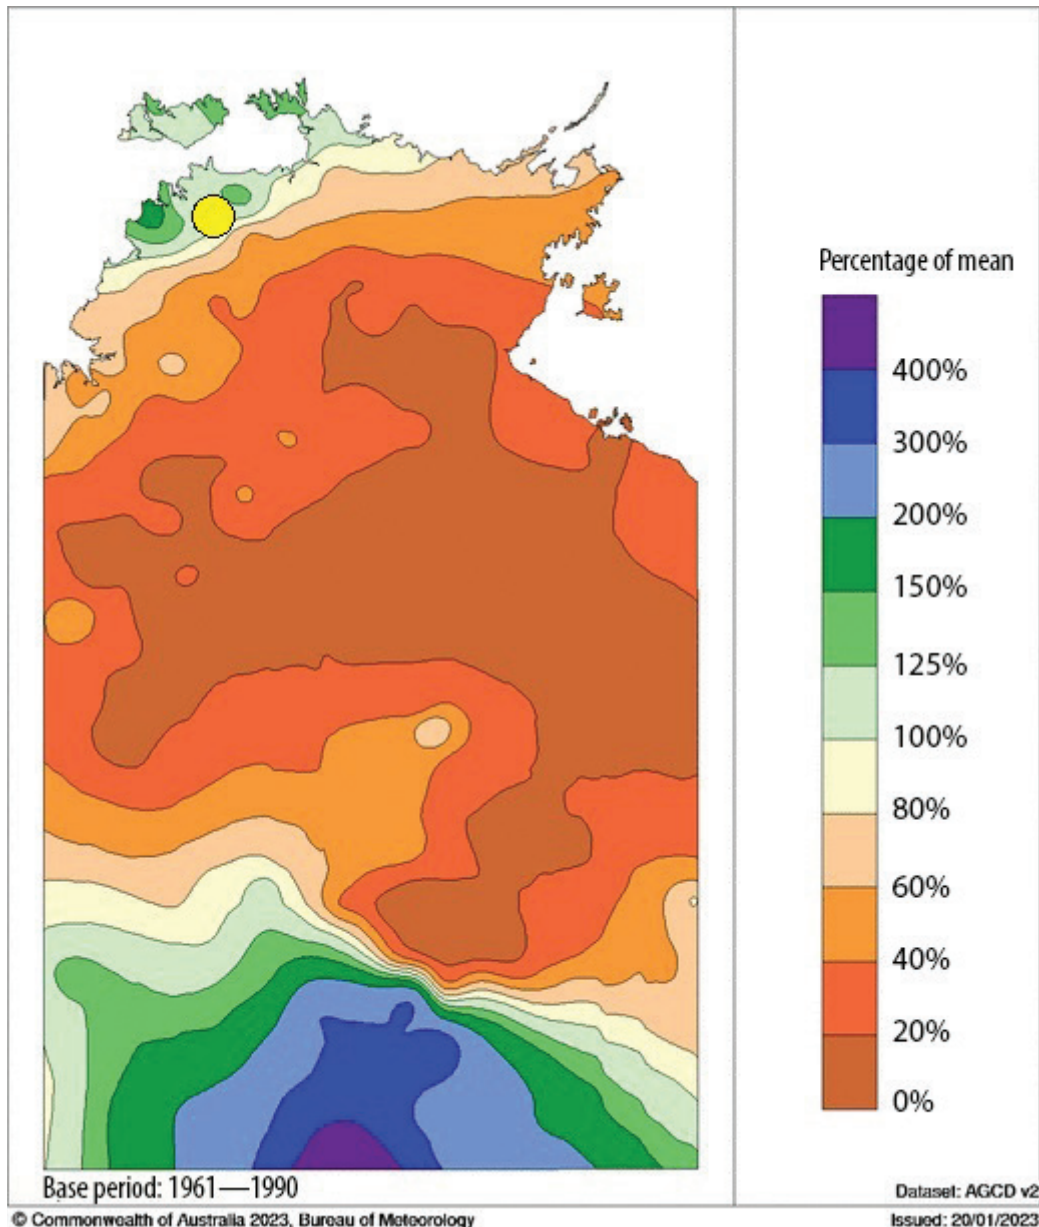 Percentage of mean
400%
300%
200%
150%
125%
100%
80%
60%
40%
20%
0%
Base period: 1961—1990
Dataset: AGCD v2
© Commonwealth of Australia 2023, Bureau of Meteorology
Issued: 20/01/2023